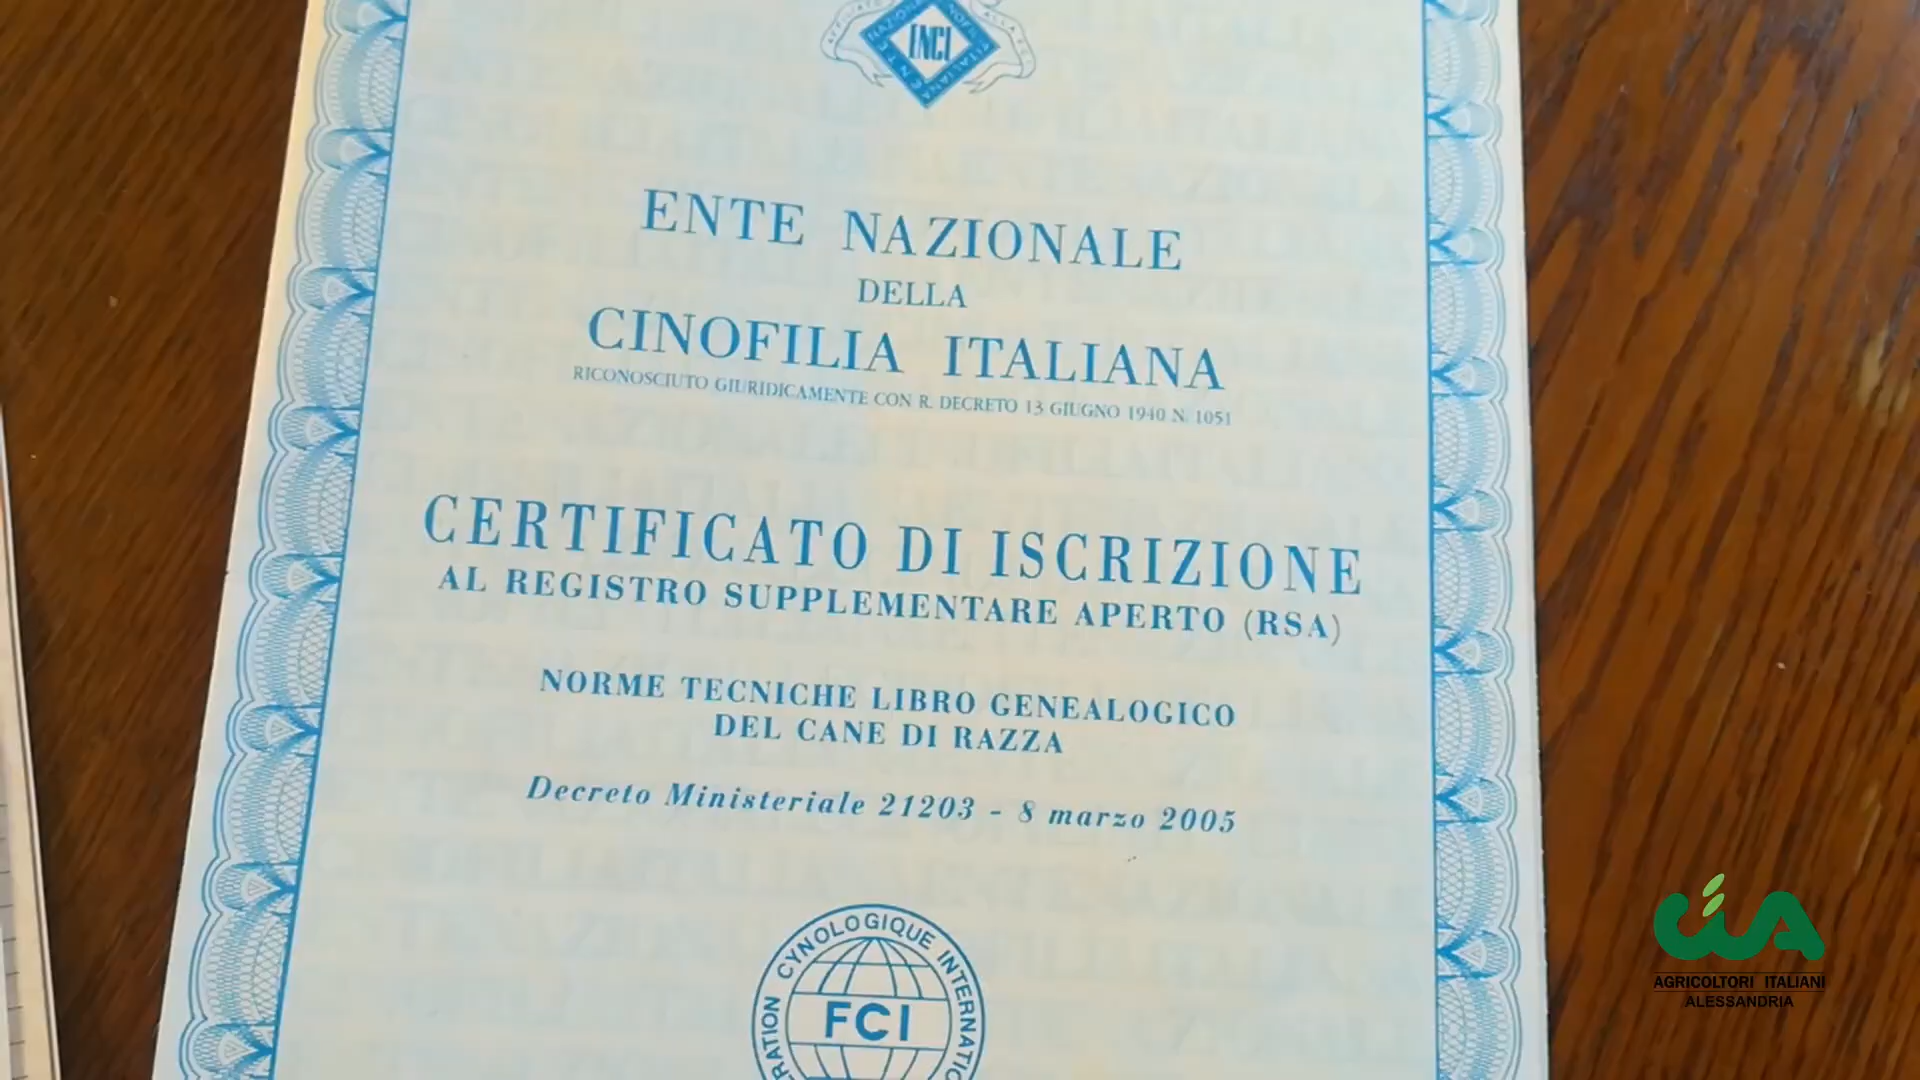 ENCI
ENTE NAZIONALE
DELLA
CINOFILIA ITALIANA
RICONOSCIUTO GIURIDICAMENTE CON R. DECRETO 13 GIUGNO 1940 N. 1051
CERTIFICATO DI ISCRIZIONE
AL REGISTRO SUPPLEMENTARE APERTO (RSA)
NORME TECNICHE LIBRO GENEALOGICO
DEL CANE DI RAZZA
Decreto Ministeriale 21203 - 8 marzo 2005
CYNOLOGIQUE
FCI
CIA
AGRICOLTORI ITALIANI
ALESSANDRIA